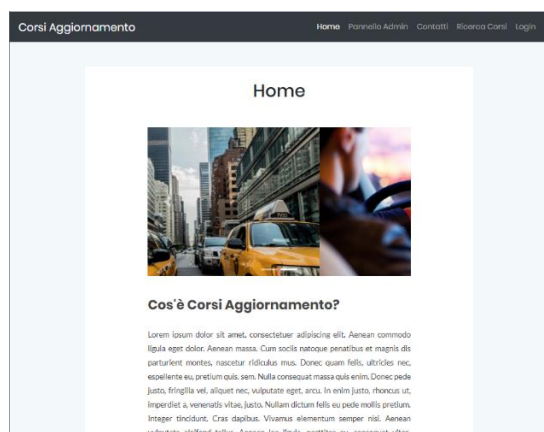 Corsi Aggiornamento
Home Pannello Admin Contatti Ricerca Corsi Login
Home
Cos'è Corsi Aggiornamento?
Lorem ipsum dolor sit amet, consectetuer adipiscing elit. Aenean commodo
ligula eget dolor. Aenean massa. Cum sociis natoque penatibus et magnis dis
parturient montes, nascetur ridiculus mus. Donec quam felis, ultricies nec,
espellente eu, pretium quis, sem. Nulla consequat massa quis enim. Donec pede
justo, fringilla vel, aliquet nec, vulputate eget, arcu. In enim justo, rhoncus ut,
imperdiet a, venenatis vitae, justo. Nullam dictum felis eu pede mollis pretium.
Integer tincidunt. Cras dapibus. Vivamus elementum semper nisi. Aenean